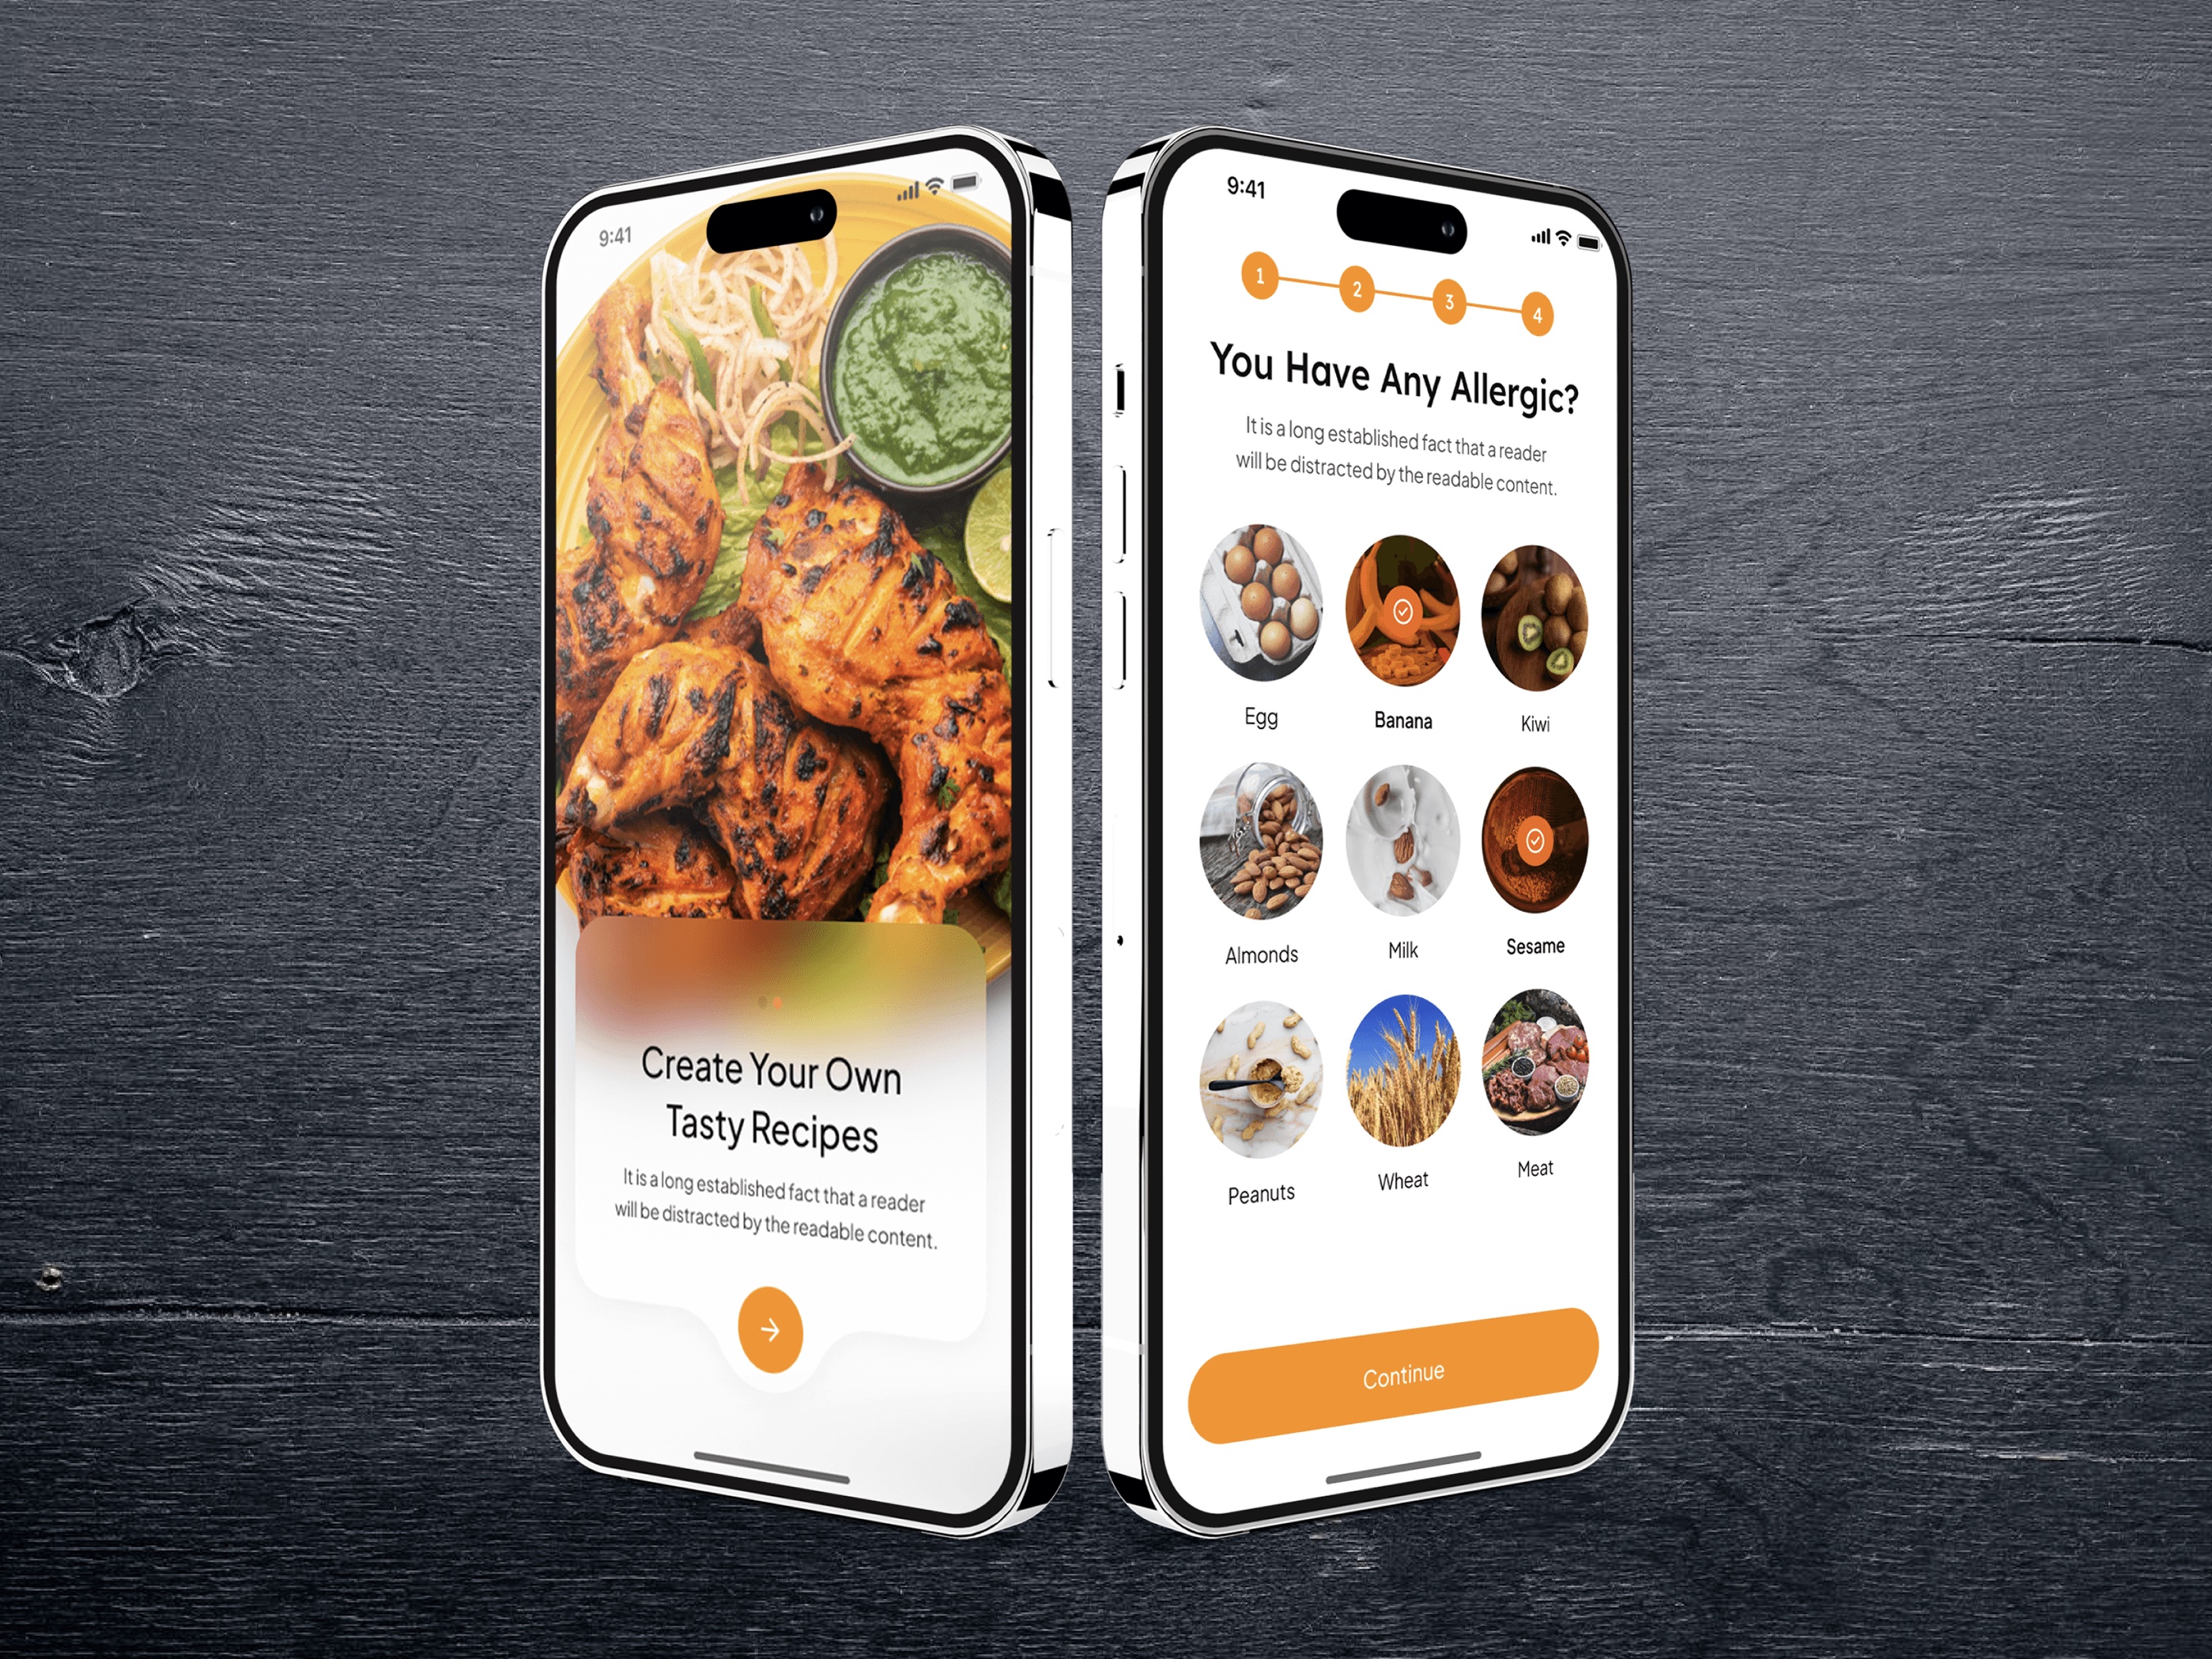 9:41
Create Your Own
Tasty Recipes
It is a long established fact that a reader
will be distracted by the readable content.
9:41
1 2 3 4
You Have Any Allergic?
It is a long established fact that a reader
will be distracted by the readable content.
Egg Banana Kiwi
Almonds Milk Sesame
Peanuts Wheat Meat
Continue